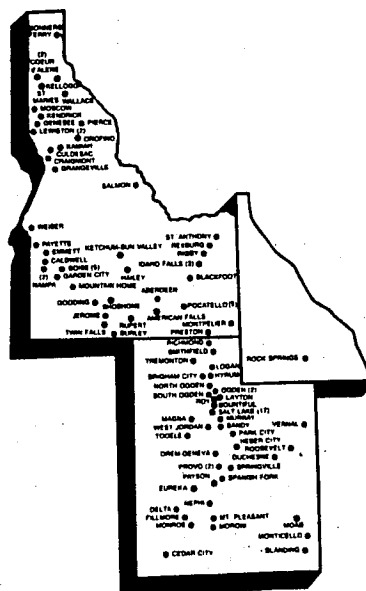 BONNERS
FERRY
(2)
COEUR
d'ALENE
KELLOGG
ST
MARIES
WALLACE
MOSCOW
KENDRICK
GENESEE
PIERCE
LEWISTON (2)
OROFINO
KAMIAH
CULDESAC
CRAIGMONT
GRANGEVILLE
SALMON
WEISER
PAYETTE
EMMETT
CALDWELL
BOISE (5)
(2)
GARDEN CITY
NAMPA
MOUNTAIN HOME
KETCHUM-SUN VALLEY
HAILEY
ST. ANTHONY
REXBURG
RIGBY
IDAHO FALLS (3)
BLACKFOOT
ABERDEEN
GOODING
SHOSHONE
POCATELLO (5)
JEROME
AMERICAN FALLS
RUPERT
MONTPELIER
TWIN FALLS
BURLEY
PRESTON
RICHMOND
SMITHFIELD
TREMONTON
LOGAN
BRIGHAM CITY
HYRUM
ROCK SPRINGS
NORTH OGDEN
OGDEN (2)
SOUTH OGDEN
LAYTON
ROY
BOUNTIFUL
SALT LAKE (17)
MAGNA
MURRAY
WEST JORDAN
SANDY
VERNAL
TOOELE
PARK CITY
HEBER CITY
ROOSEVELT
OREM GENEVA
DUCHESNE
PROVO (2)
SPRINGVILLE
PAYSON
SPANISH FORK
EUREKA
NEPHI
DELTA
FILLMORE
MT. PLEASANT
MONROE
MORONI
MOAB
MONTICELLO
CEDAR CITY
BLANDING